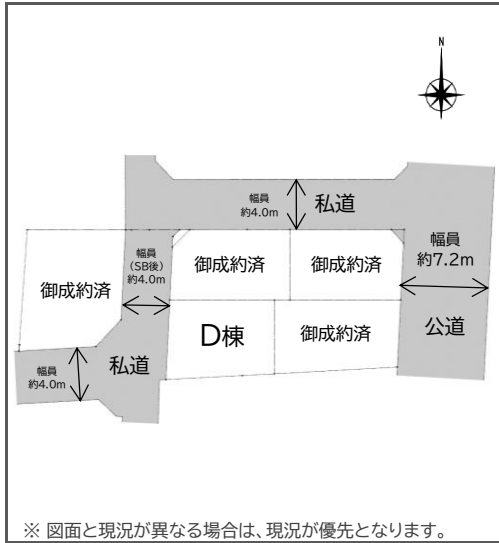 N
幅員
約4.0m
私道
幅員
(SB後)
約4.0m
幅員
約7.2m
御成約済
御成約済
御成約済
D棟
御成約済
公道
幅員
約4.0m
私道
※ 図面と現況が異なる場合は、現況が優先となります。